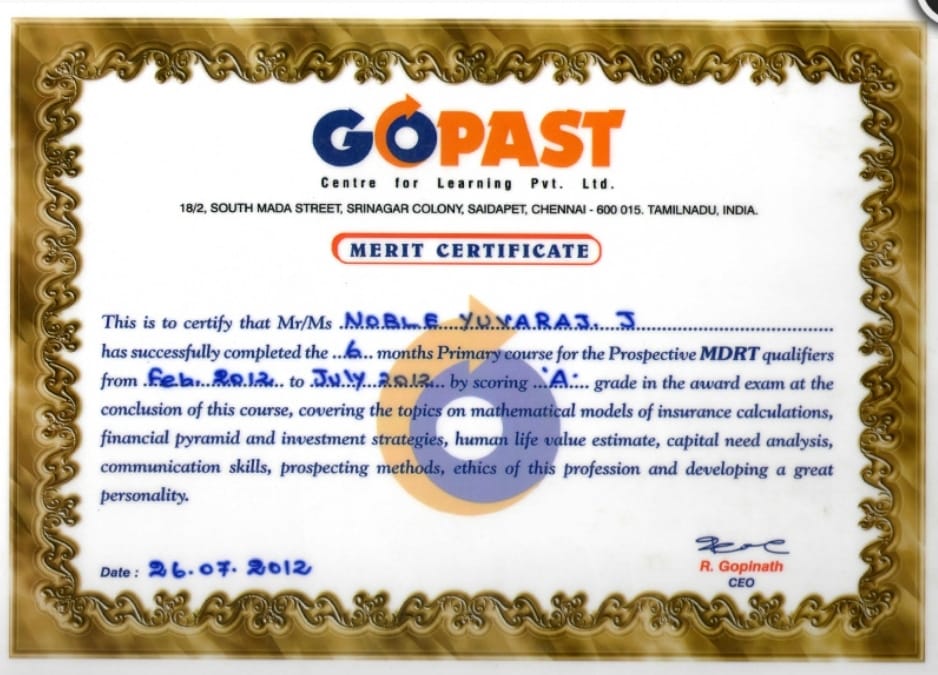 GOPAST
Centre for Learning Pvt. Ltd.
18/2, SOUTH MADA STREET, SRINAGAR COLONY, SAIDAPET, CHENNAI - 600 015. TAMILNADU, INDIA.
MERIT CERTIFICATE
This is to certify that Mr/Ms .NOBLE...YUVARAJ. J......................................
has successfully completed the ..6... months Primary course for the Prospective MDRT qualifiers
from .Feb...2012.. to July...2012... by scoring ..'A'.... grade in the award exam at the
conclusion of this course, covering the topics on mathematical models of insurance calculations,
financial pyramid and investment strategies, human life value estimate, capital need analysis,
communication skills, prospecting methods, ethics of this profession and developing a great
personality.
Date : 26.07.2012
R. Gopinath
CEO